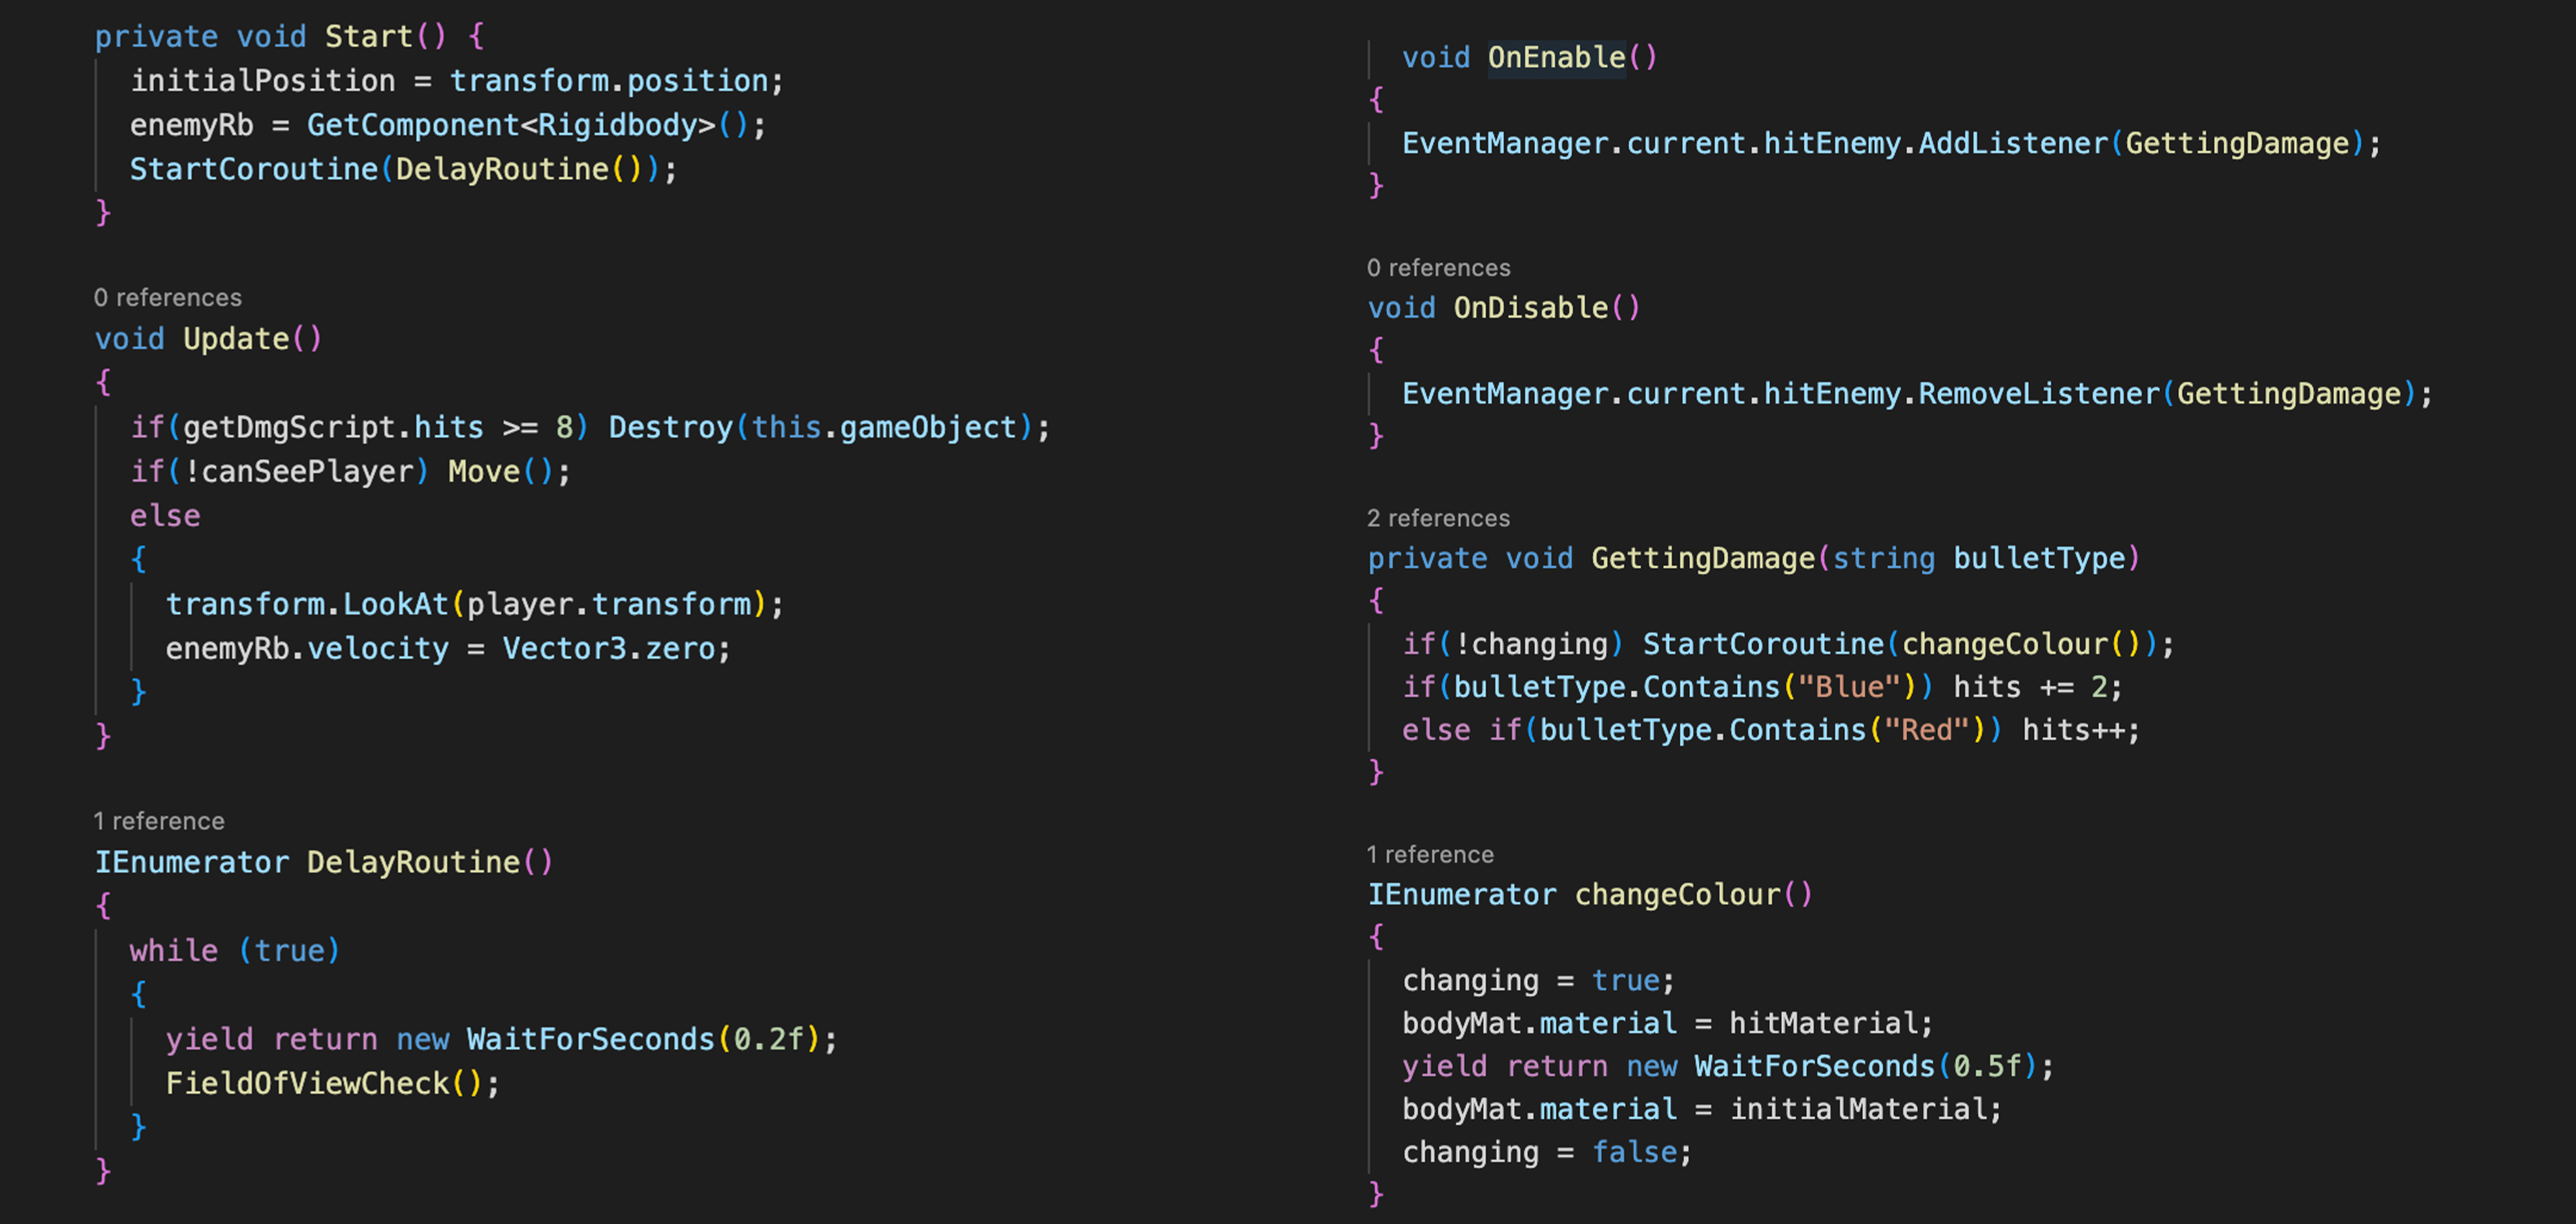 private void Start() {
initialPosition = transform.position;
enemyRb = GetComponent<Rigidbody>();
StartCoroutine(DelayRoutine());
}
0 references
void Update()
{
if(getDmgScript.hits >= 8) Destroy(this.gameObject);
if(!canSeePlayer) Move();
else
{
transform.LookAt(player.transform);
enemyRb.velocity = Vector3.zero;
}
}
1 reference
IEnumerator DelayRoutine()
{
while (true)
{
yield return new WaitForSeconds(0.2f);
FieldOfViewCheck();
}
}
void OnEnable()
{
EventManager.current.hitEnemy.AddListener(GettingDamage);
}
0 references
void OnDisable()
{
EventManager.current.hitEnemy.RemoveListener(GettingDamage);
}
2 references
private void GettingDamage(string bulletType)
{
if(!changing) StartCoroutine(changeColour());
if(bulletType.Contains("Blue")) hits += 2;
else if(bulletType.Contains("Red")) hits++;
}
1 reference
IEnumerator changeColour()
{
changing = true;
bodyMat.material = hitMaterial;
yield return new WaitForSeconds(0.5f);
bodyMat.material = initialMaterial;
changing = false;
}